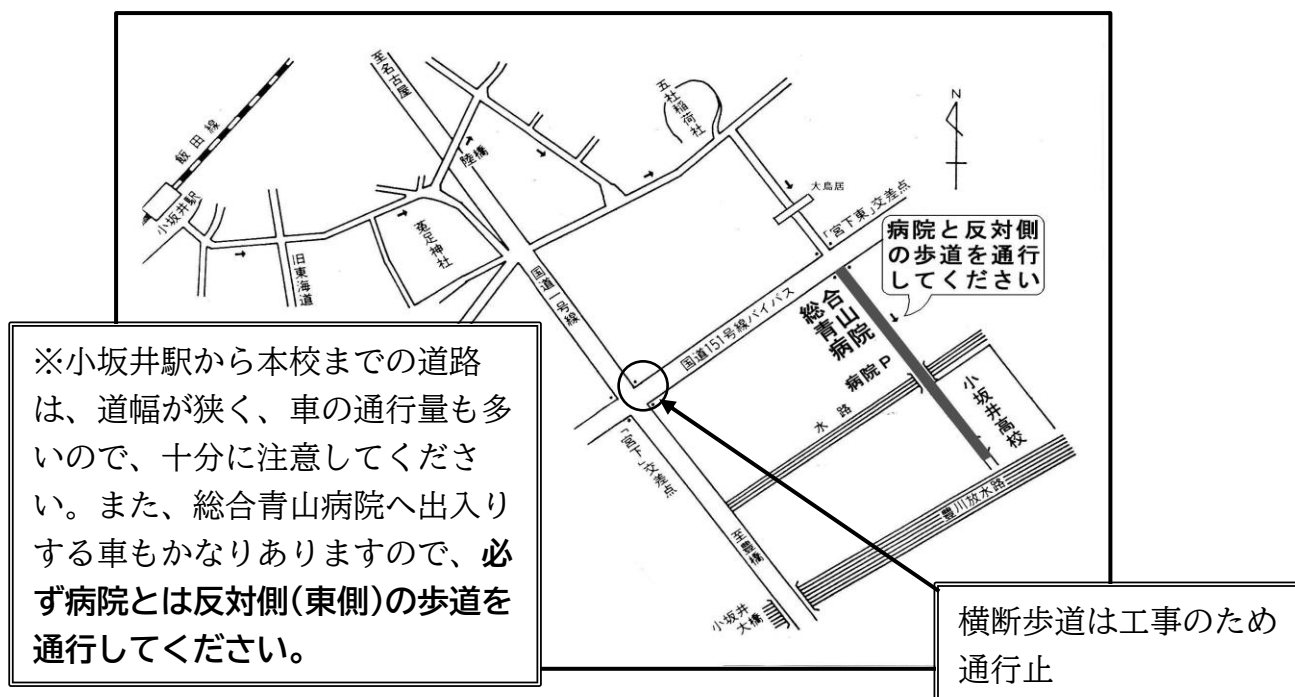 至名古屋
五社稲荷社
N
飯田線
陸橋
大鳥居
「宮下東」交差点
小坂井駅
菟足神社
旧東海道
病院と反対側
の歩道を通行
してください
国道一号線
国道151号線バイパス
総合
青山
病院
病院P
水路
小坂井高校
「宮下」交差点
豊川放水路
至豊橋
小坂井
大橋
※小坂井駅から本校までの道路
は、道幅が狭く、車の通行量も多
いので、十分に注意してくださ
い。また、総合青山病院へ出入り
する車もかなりありますので、必
ず病院とは反対側(東側)の歩道を
通行してください。
横断歩道は工事のため
通行止